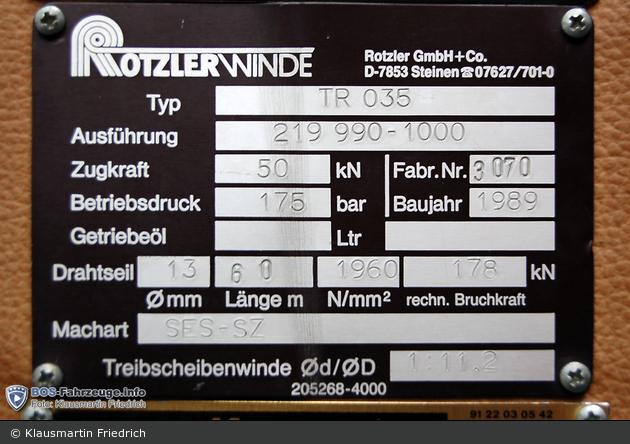 ROTZLERWINDE
Rotzler GmbH+Co.
D-7853 Steinen ☎07627/701-0
Typ TR 035
Ausführung 219 990-1000
Zugkraft 50 kN Fabr.Nr. 3070
Betriebsdruck 175 bar Baujahr 1989
Getriebeöl Ltr
Drahtseil 13 60 1960 178 kN
Ømm Länge m N/mm² rechn. Bruchkraft
Machart SES-SZ
Treibscheibenwinde Ød/ØD 1:11.2
205268-4000
BOS-Fahrzeuge.info
Foto: Klausmartin Friedrich
91 22 03 05 42
© Klausmartin Friedrich